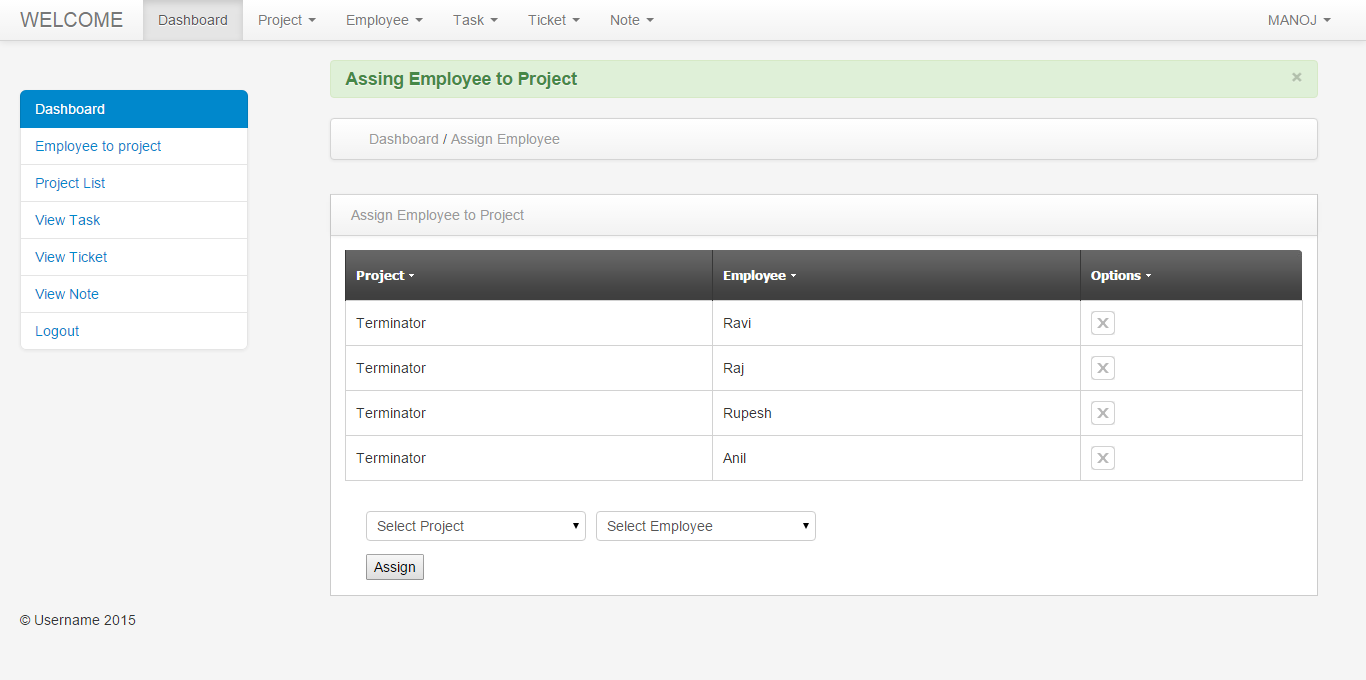 WELCOME Dashboard Project Employee Task Ticket Note MANOJ
Assing Employee to Project ×
Dashboard / Assign Employee
Dashboard
Employee to project
Project List
View Task
View Ticket
View Note
Logout
Assign Employee to Project
Project Employee Options
Terminator Ravi X
Terminator Raj X
Terminator Rupesh X
Terminator Anil X
Select Project Select Employee
Assign
© Username 2015